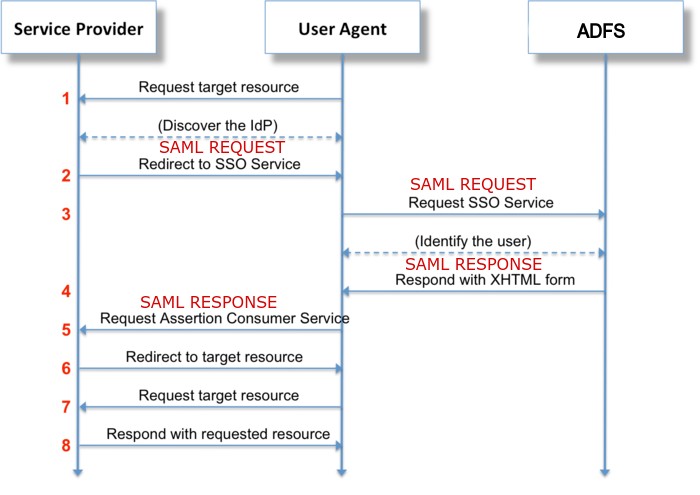 Service Provider
User Agent
ADFS
Request target resource
1
(Discover the IdP)
SAML REQUEST
Redirect to SSO Service
2
SAML REQUEST
Request SSO Service
3
(Identify the user)
SAML RESPONSE
Respond with XHTML form
4
SAML RESPONSE
Request Assertion Consumer Service
5
Redirect to target resource
6
Request target resource
7
Respond with requested resource
8